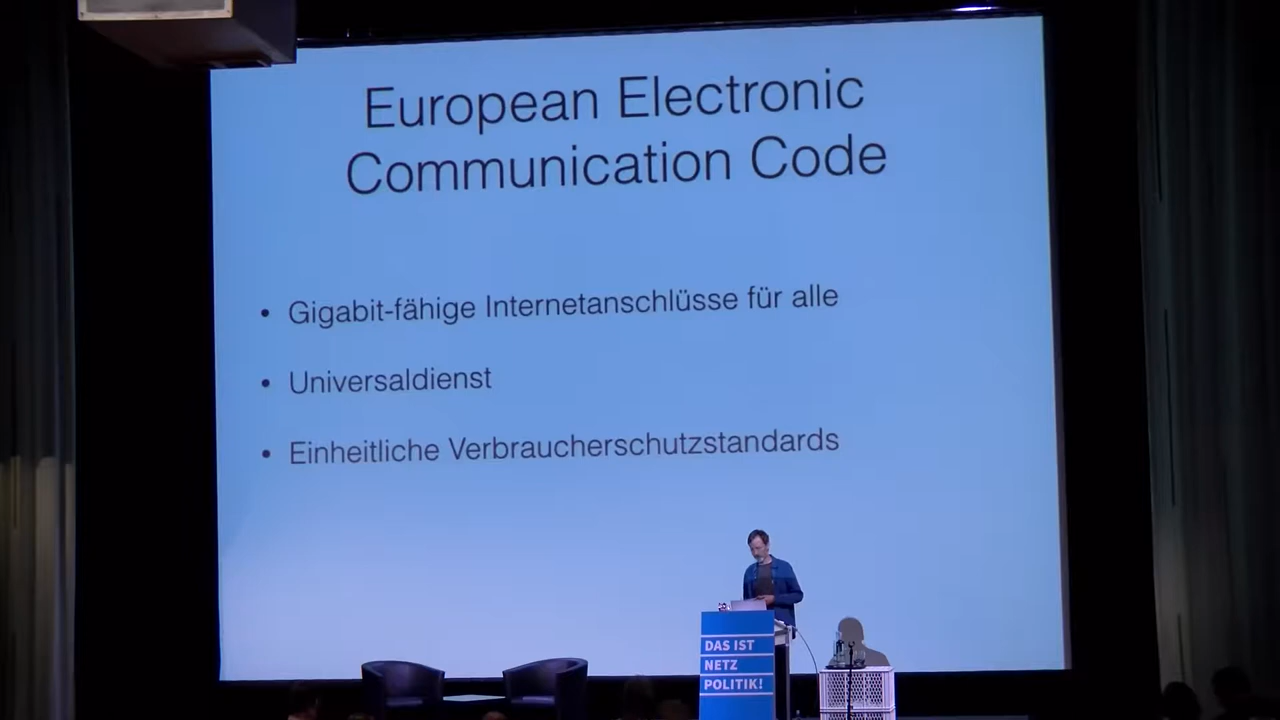 European Electronic
Communication Code
• Gigabit-fähige Internetanschlüsse für alle
• Universaldienst
• Einheitliche Verbraucherschutzstandards
DAS IST
NETZ
POLITIK!